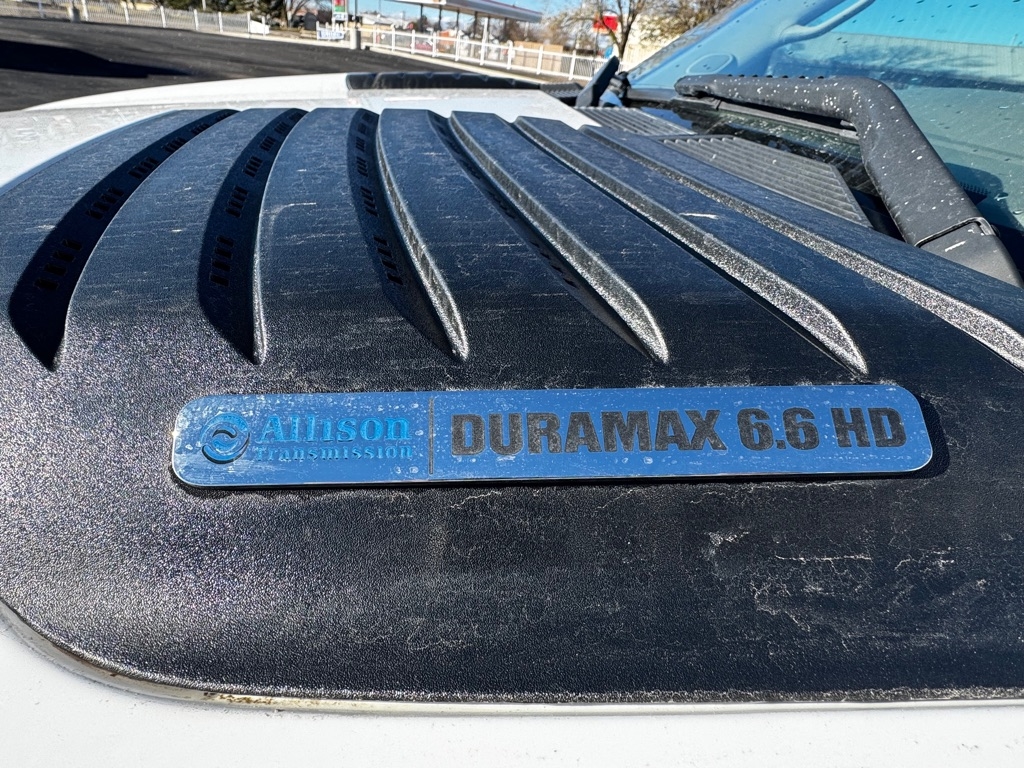 Allison
Transmission
DURAMAX 6.6 HD